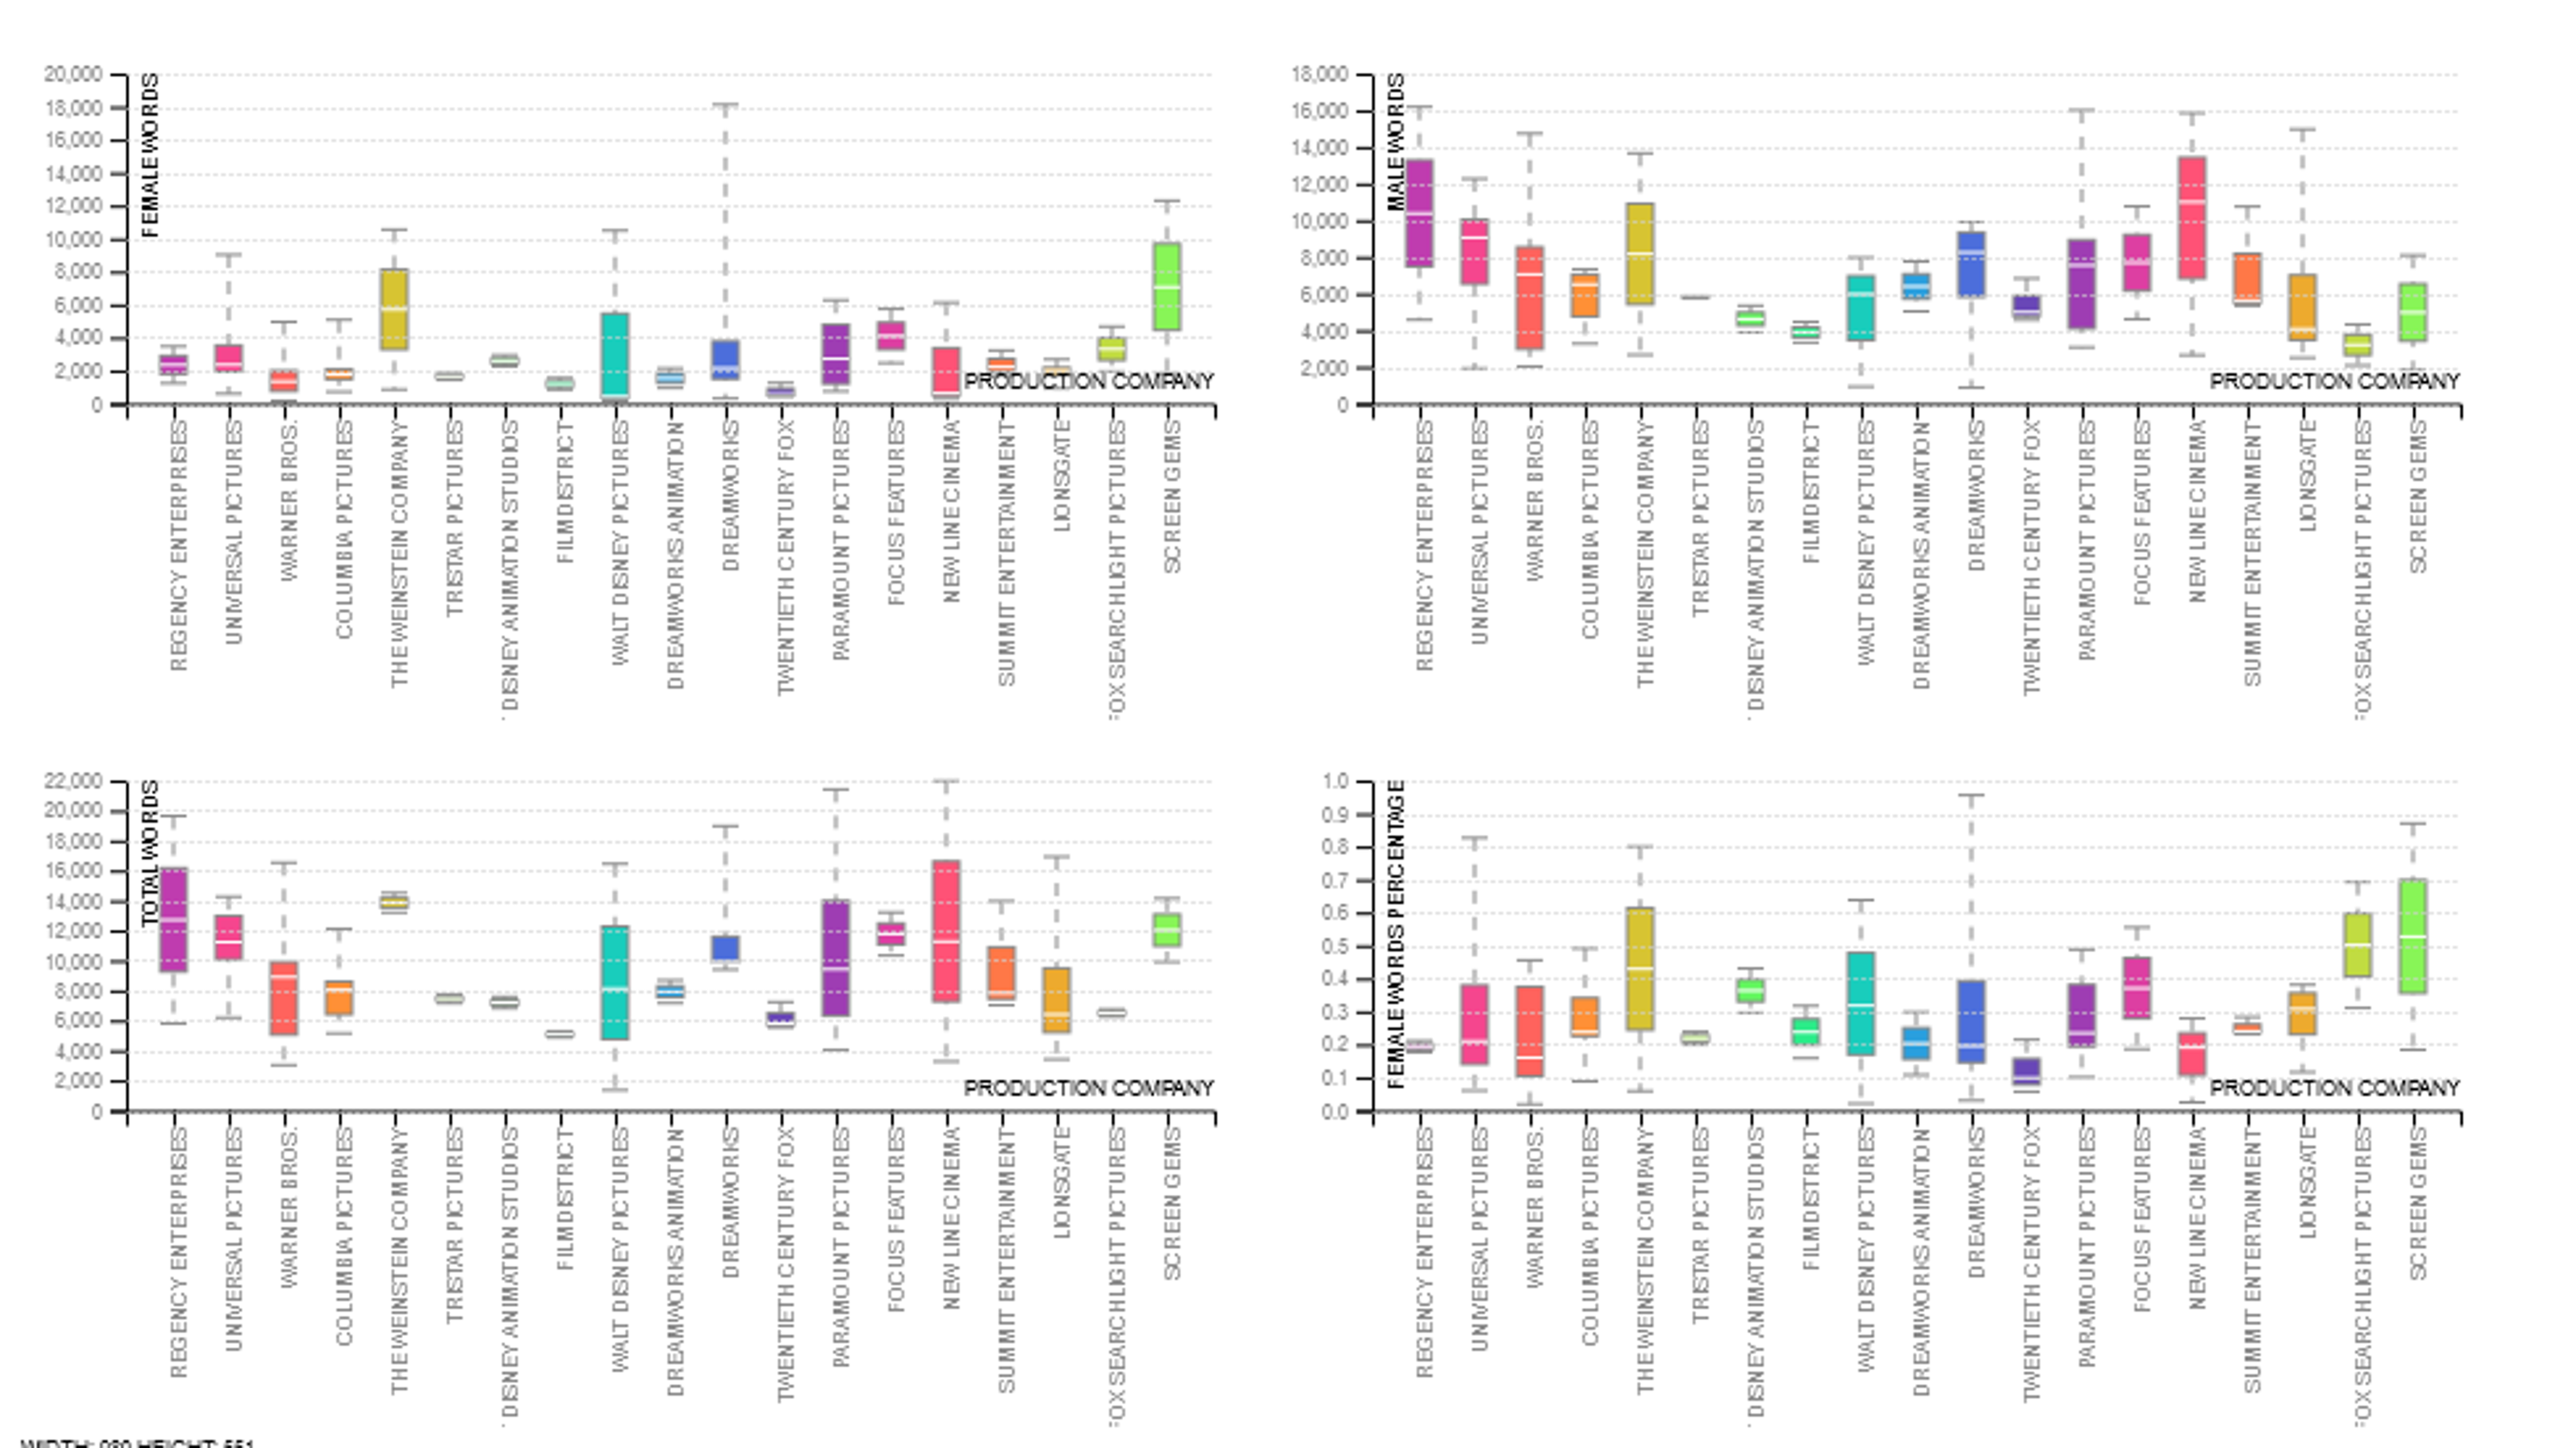 20,000
18,000
16,000
14,000
12,000
10,000
8,000
6,000
4,000
2,000
0
FEMALE WORDS
PRODUCTION COMPANY
REGENCY ENTERPRISES
UNIVERSAL PICTURES
WARNER BROS.
COLUMBIA PICTURES
THE WEINSTEIN COMPANY
TRISTAR PICTURES
DISNEY ANIMATION STUDIOS
FILMDISTRICT
WALT DISNEY PICTURES
DREAMWORKS ANIMATION
DREAMWORKS
TWENTIETH CENTURY FOX
PARAMOUNT PICTURES
FOCUS FEATURES
NEW LINE CINEMA
SUMMIT ENTERTAINMENT
LIONSGATE
OX SEARCHLIGHT PICTURES
SCREEN GEMS
18,000
16,000
14,000
12,000
10,000
8,000
6,000
4,000
2,000
0
MALE WORDS
PRODUCTION COMPANY
REGENCY ENTERPRISES
UNIVERSAL PICTURES
WARNER BROS.
COLUMBIA PICTURES
THE WEINSTEIN COMPANY
TRISTAR PICTURES
DISNEY ANIMATION STUDIOS
FILMDISTRICT
WALT DISNEY PICTURES
DREAMWORKS ANIMATION
DREAMWORKS
TWENTIETH CENTURY FOX
PARAMOUNT PICTURES
FOCUS FEATURES
NEW LINE CINEMA
SUMMIT ENTERTAINMENT
LIONSGATE
OX SEARCHLIGHT PICTURES
SCREEN GEMS
22,000
20,000
18,000
16,000
14,000
12,000
10,000
8,000
6,000
4,000
2,000
0
TOTAL WORDS
PRODUCTION COMPANY
REGENCY ENTERPRISES
UNIVERSAL PICTURES
WARNER BROS.
COLUMBIA PICTURES
THE WEINSTEIN COMPANY
TRISTAR PICTURES
DISNEY ANIMATION STUDIOS
FILMDISTRICT
WALT DISNEY PICTURES
DREAMWORKS ANIMATION
DREAMWORKS
TWENTIETH CENTURY FOX
PARAMOUNT PICTURES
FOCUS FEATURES
NEW LINE CINEMA
SUMMIT ENTERTAINMENT
LIONSGATE
OX SEARCHLIGHT PICTURES
SCREEN GEMS
1.0
0.9
0.8
0.7
0.6
0.5
0.4
0.3
0.2
0.1
0.0
FEMALE WORDS PERCENTAGE
PRODUCTION COMPANY
REGENCY ENTERPRISES
UNIVERSAL PICTURES
WARNER BROS.
COLUMBIA PICTURES
THE WEINSTEIN COMPANY
TRISTAR PICTURES
DISNEY ANIMATION STUDIOS
FILMDISTRICT
WALT DISNEY PICTURES
DREAMWORKS ANIMATION
DREAMWORKS
TWENTIETH CENTURY FOX
PARAMOUNT PICTURES
FOCUS FEATURES
NEW LINE CINEMA
SUMMIT ENTERTAINMENT
LIONSGATE
OX SEARCHLIGHT PICTURES
SCREEN GEMS
WIDTH: HEIGHT: